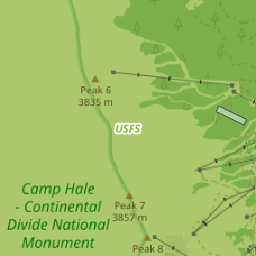 Peak 6
3835 m
USFS
Camp Hale
- Continental
Divide National
Monument
Peak 7
3857 m
Peak 8